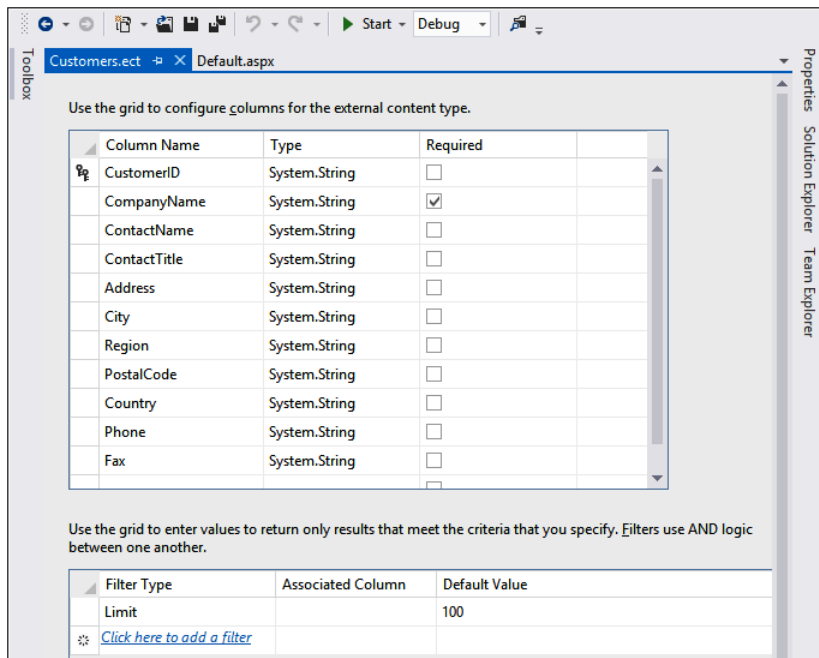 Start Debug
Toolbox
Customers.ect Default.aspx
Use the grid to configure columns for the external content type.
Column Name Type Required
CustomerID System.String
CompanyName System.String
ContactName System.String
ContactTitle System.String
Address System.String
City System.String
Region System.String
PostalCode System.String
Country System.String
Phone System.String
Fax System.String
Use the grid to enter values to return only results that meet the criteria that you specify. Filters use AND logic
between one another.
Filter Type Associated Column Default Value
Limit 100
Click here to add a filter
Properties
Solution Explorer
Team Explorer